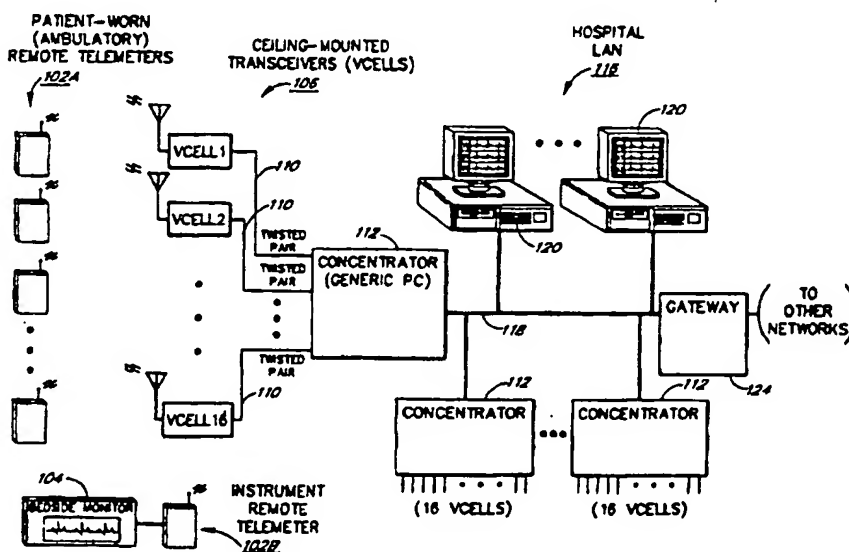 PATIENT-WORN
(AMBULATORY)
REMOTE TELEMETERS
102A
CEILING-MOUNTED
TRANSCEIVERS (VCELLS)
106
HOSPITAL
LAN
116
120
VCELL1
110
VCELL2
110
120
TWISTED
PAIR
TWISTED
PAIR
TWISTED
PAIR
112
CONCENTRATOR
(GENERIC PC)
118
GATEWAY
124
(TO
OTHER
NETWORKS)
VCELL16
110
112
CONCENTRATOR
(16 VCELLS)
112
CONCENTRATOR
(16 VCELLS)
104
BEDSIDE MONITOR
INSTRUMENT
REMOTE
TELEMETER
102B